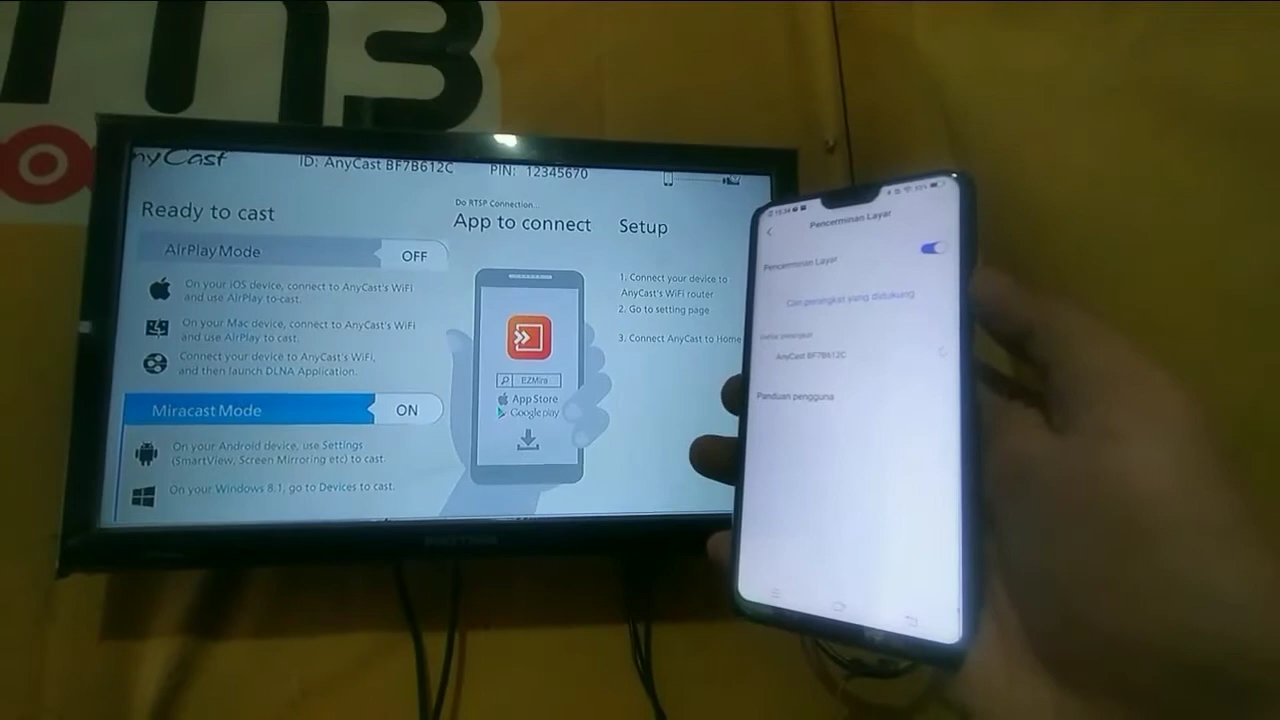 m3
nyCast
ID: AnyCast BF7B612C
PIN: 12345670
Ready to cast
AirPlay Mode
OFF
On your iOS device, connect to AnyCast's WiFi
and use AirPlay to cast.
On your Mac device, connect to AnyCast's WiFi
and use AirPlay to cast.
Connect your device to AnyCast's WiFi,
and then launch DLNA Application.
Miracast Mode
ON
On your Android device, use Settings
(SmartView, Screen Mirroring etc) to cast.
On your Windows 8.1, go to Devices to cast.
Do RTSP Connection...
App to connect
EZMira
App Store
Google play
Setup
1. Connect your device to
AnyCast's WiFi router
2. Go to setting page
3. Connect AnyCast to Home
Pencerminan Layar
Pencerminan Layar
Cari perangkat yang didukung
Daftar perangkat
AnyCast BF7B612C
Panduan pengguna